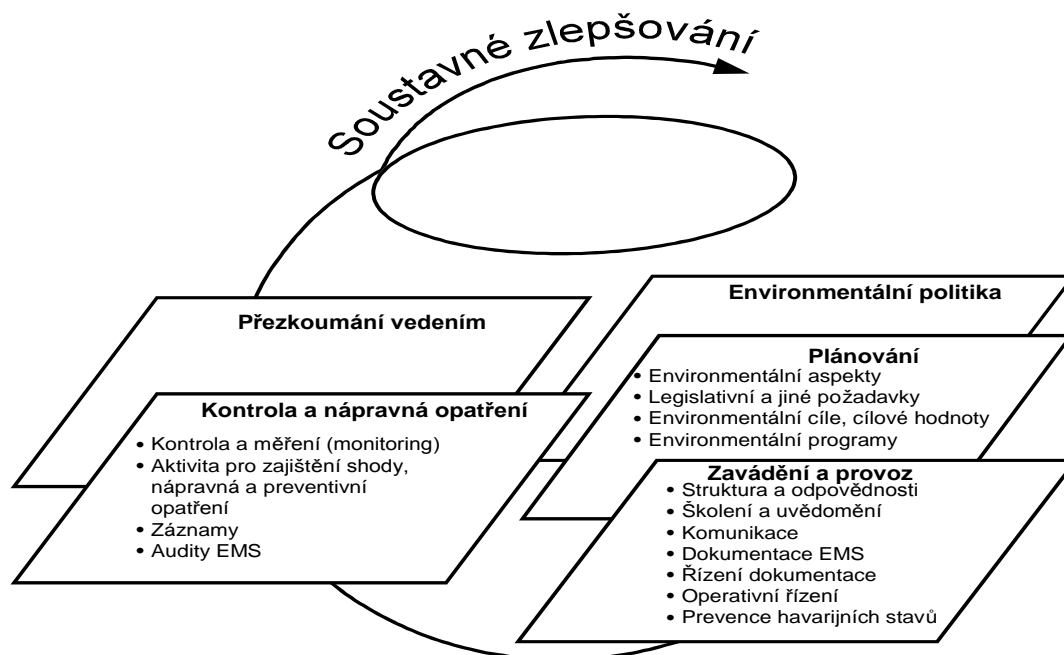 Soustavné zlepšování
Environmentální politika
Přezkoumání vedením
Plánování
• Environmentální aspekty
• Legislativní a jiné požadavky
• Environmentální cíle, cílové hodnoty
• Environmentální programy
Kontrola a nápravná opatření
• Kontrola a měření (monitoring)
• Aktivita pro zajištění shody,
nápravná a preventivní
opatření
• Záznamy
• Audity EMS
Zavádění a provoz
• Struktura a odpovědnosti
• Školení a uvědomění
• Komunikace
• Dokumentace EMS
• Řízení dokumentace
• Operativní řízení
• Prevence havarijních stavů